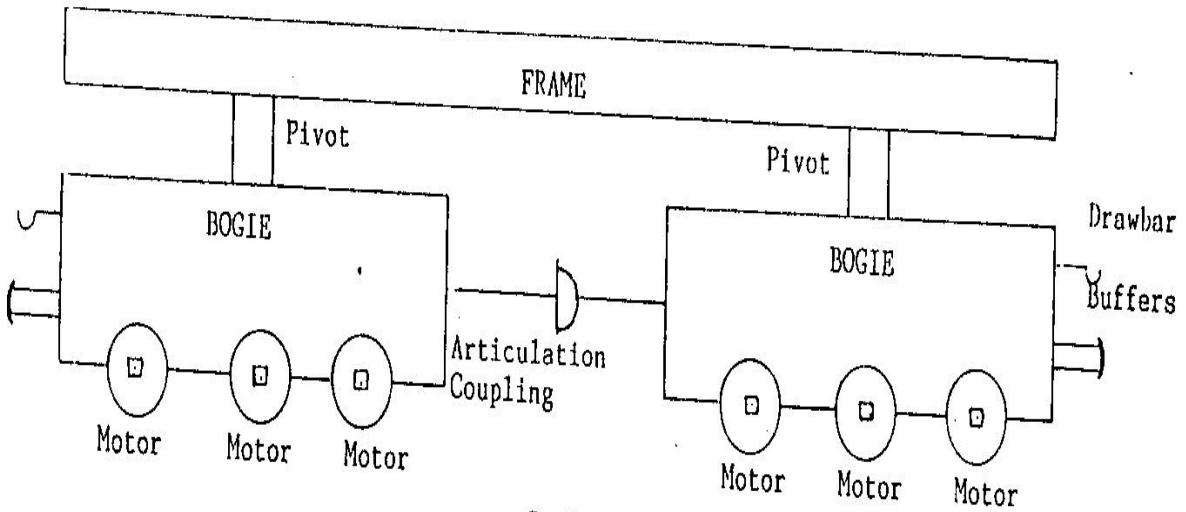 FRAME
Pivot
Pivot
BOGIE
BOGIE
Drawbar
Buffers
Articulation
Coupling
Motor
Motor
Motor
Motor
Motor
Motor